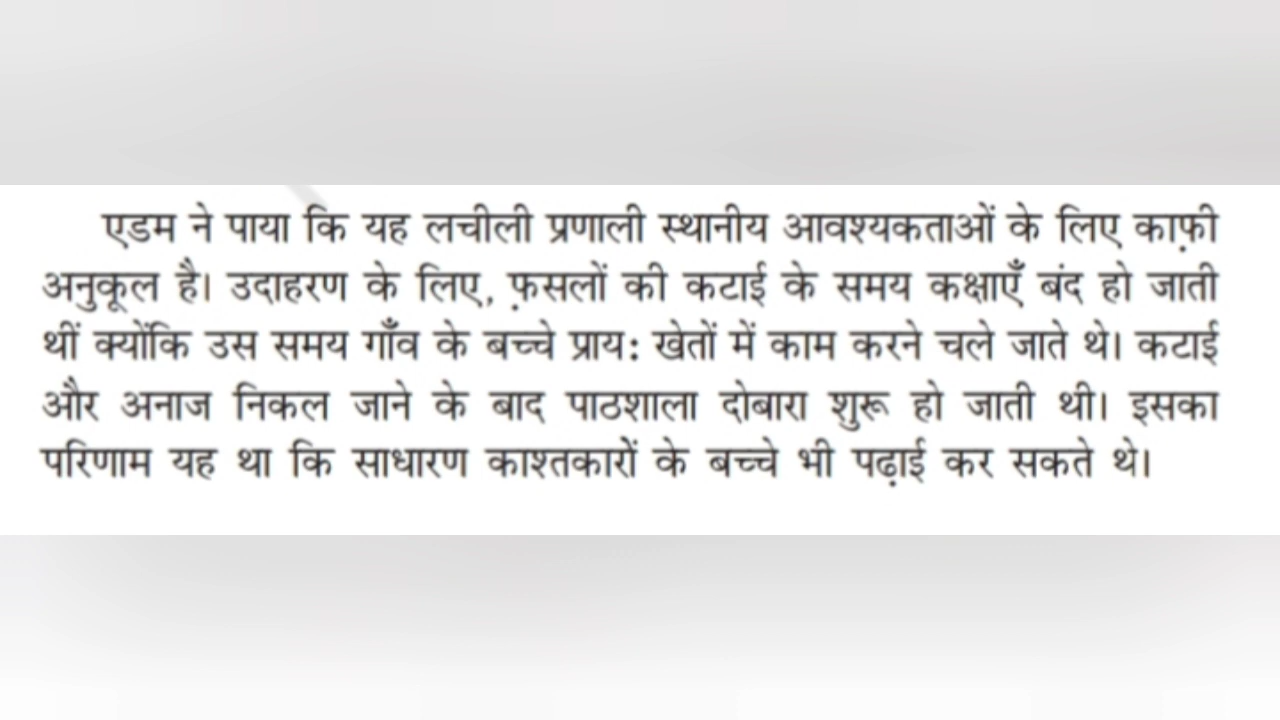 एडम ने पाया कि यह लचीली प्रणाली स्थानीय आवश्यकताओं के लिए काफ़ी
अनुकूल है। उदाहरण के लिए, फ़सलों की कटाई के समय कक्षाएँ बंद हो जाती
थीं क्योंकि उस समय गाँव के बच्चे प्राय: खेतों में काम करने चले जाते थे। कटाई
और अनाज निकल जाने के बाद पाठशाला दोबारा शुरू हो जाती थी। इसका
परिणाम यह था कि साधारण काश्तकारों के बच्चे भी पढ़ाई कर सकते थे।